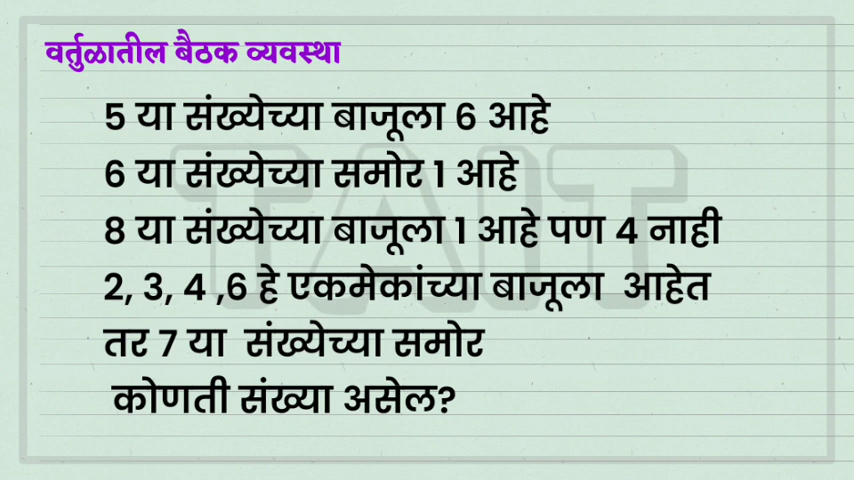 वर्तुळातील बैठक व्यवस्था
5 या संख्येच्या बाजूला 6 आहे
6 या संख्येच्या समोर 1 आहे
8 या संख्येच्या बाजूला 1 आहे पण 4 नाही
2, 3, 4 ,6 हे एकमेकांच्या बाजूला आहेत
तर 7 या संख्येच्या समोर
कोणती संख्या असेल?
TAIT